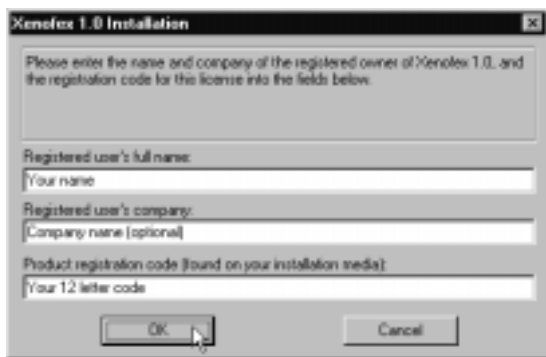 Xenofex 1.0 Installation
Please enter the name and company of the registered owner of Xenofex 1.0, and
the registration code for this license into the fields below.
Registered user's full name:
Your name
Registered user's company:
Company name (optional)
Product registration code (found on your installation media):
Your 12 letter code
OK
Cancel